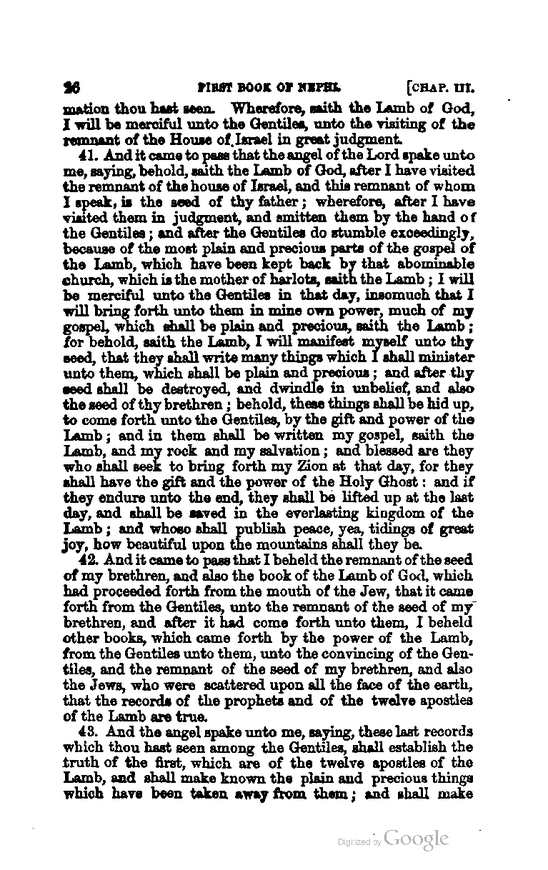 26 FIRST BOOK OF NEPHI. [CHAP. III.
mation thou hast seen. Wherefore, saith the Lamb of God,
I will be merciful unto the Gentiles, unto the visiting of the
remnant of the House of Israel in great judgment.
41. And it came to pass that the angel of the Lord spake unto
me, saying, behold, saith the Lamb of God, after I have visited
the remnant of the house of Israel, and this remnant of whom
I speak, is the seed of thy father; wherefore, after I have
visited them in judgment, and smitten them by the hand of
the Gentiles; and after the Gentiles do stumble exceedingly,
because of the most plain and precious parts of the gospel of
the Lamb, which have been kept back by that abominable
church, which is the mother of harlots, saith the Lamb; I will
be merciful unto the Gentiles in that day, insomuch that I
will bring forth unto them in mine own power, much of my
gospel, which shall be plain and precious, saith the Lamb;
for behold, saith the Lamb, I will manifest myself unto thy
seed, that they shall write many things which I shall minister
unto them, which shall be plain and precious; and after thy
seed shall be destroyed, and dwindle in unbelief, and also
the seed of thy brethren; behold, these things shall be hid up,
to come forth unto the Gentiles, by the gift and power of the
Lamb; and in them shall be written my gospel, saith the
Lamb, and my rock and my salvation; and blessed are they
who shall seek to bring forth my Zion at that day, for they
shall have the gift and the power of the Holy Ghost: and if
they endure unto the end, they shall be lifted up at the last
day, and shall be saved in the everlasting kingdom of the
Lamb; and whoso shall publish peace, yea, tidings of great
joy, how beautiful upon the mountains shall they be.
42. And it came to pass that I beheld the remnant of the seed
of my brethren, and also the book of the Lamb of God, which
had proceeded forth from the mouth of the Jew, that it came
forth from the Gentiles, unto the remnant of the seed of my
brethren, and after it had come forth unto them, I beheld
other books, which came forth by the power of the Lamb,
from the Gentiles unto them, unto the convincing of the Gen-
tiles, and the remnant of the seed of my brethren, and also
the Jews, who were scattered upon all the face of the earth,
that the records of the prophets and of the twelve apostles
of the Lamb are true.
43. And the angel spake unto me, saying, these last records
which thou hast seen among the Gentiles, shall establish the
truth of the first, which are of the twelve apostles of the
Lamb, and shall make known the plain and precious things
which have been taken away from them; and shall make
Digitized by Google